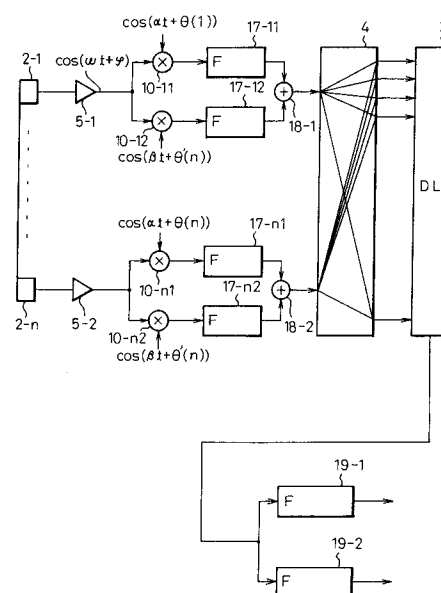 cos(αt+θ(1))
17-11
4
2-1
cos(ωt+φ)
F
17-12
5-1
10-11
F
18-1
10-12
cos(βt+θ'(n))
DL
cos(αt+θ(n))
17-n1
2-n
F
17-n2
5-2
10-n1
F
18-2
10-n2
cos(βt+θ'(n))
19-1
F
19-2
F